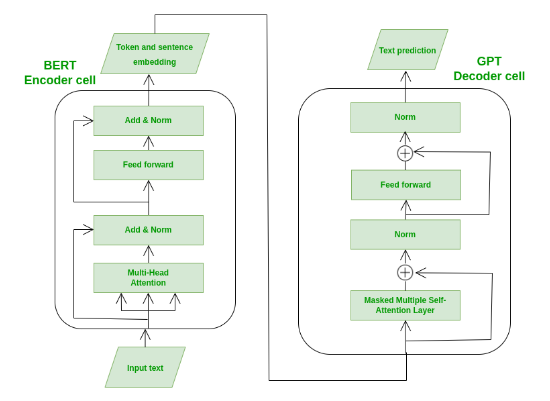 BERT
Encoder cell
Token and sentence
embedding
Add & Norm
Feed forward
Add & Norm
Multi-Head
Attention
Input text
Text prediction
GPT
Decoder cell
Norm
Feed forward
Norm
Masked Multiple Self-
Attention Layer